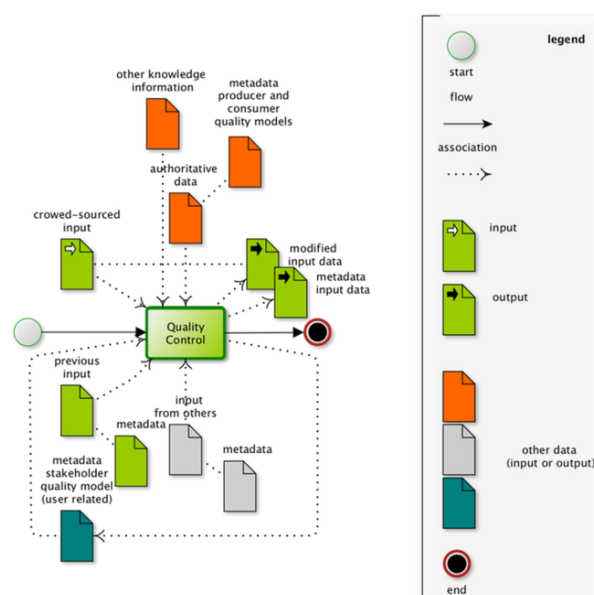 other knowledge
information
metadata
producer and
consumer
quality models
authoritative
data
crowed-sourced
input
modified
input data
metadata
input data
Quality
Control
previous
input
metadata
input
from others
metadata
metadata
stakeholder
quality model
(user related)
legend
start
flow
association
input
output
other data
(input or output)
end